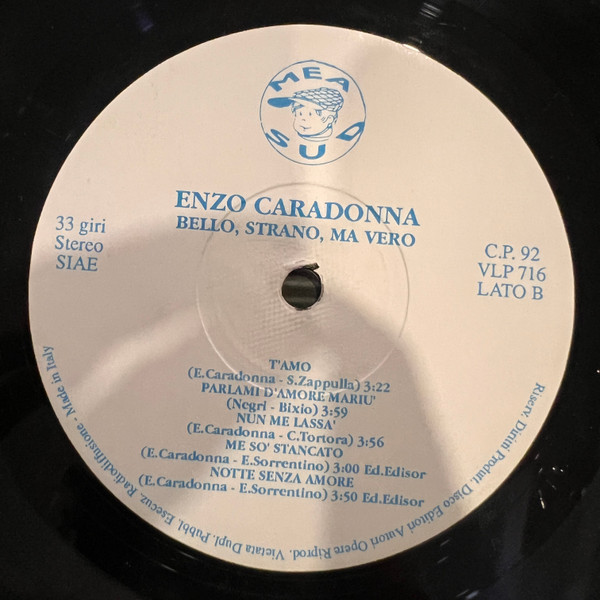 MEA
SUD
ENZO CARADONNA
BELLO, STRANO, MA VERO
33 giri
Stereo
SIAE
C.P. 92
VLP 716
LATO B
T'AMO
(E.Caradonna - S.Zappulla) 3:22
PARLAMI D'AMORE MARIU'
(Negri - Bixio) 3:59
NUN ME LASSA'
(E.Caradonna - C.Tortora) 3:56
ME SO' STANCATO
(E.Caradonna - E.Sorrentino) 3:00 Ed.Edisor
NOTTE SENZA AMORE
(E.Caradonna - E.Sorrentino) 3:50 Ed.Edisor
Riserv. Diritti Produt. Disco Editori Autori Opere Riprod. Vietata Dupl. Pubbl. Esecuz. Radiodiffusione - Made in Italy